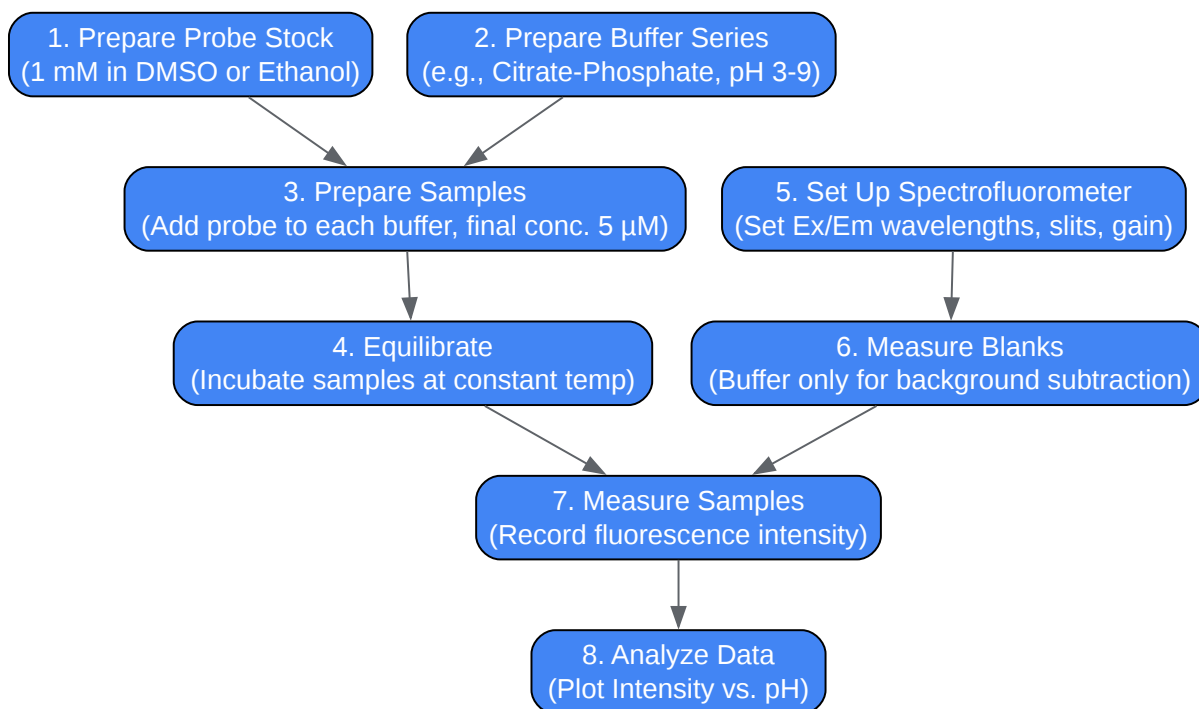 1. Prepare Probe Stock
(1 mM in DMSO or Ethanol)
2. Prepare Buffer Series
(e.g., Citrate-Phosphate, pH 3-9)
3. Prepare Samples
(Add probe to each buffer, final conc. 5 µM)
5. Set Up Spectrofluorometer
(Set Ex/Em wavelengths, slits, gain)
4. Equilibrate
(Incubate samples at constant temp)
6. Measure Blanks
(Buffer only for background subtraction)
7. Measure Samples
(Record fluorescence intensity)
8. Analyze Data
(Plot Intensity vs. pH)